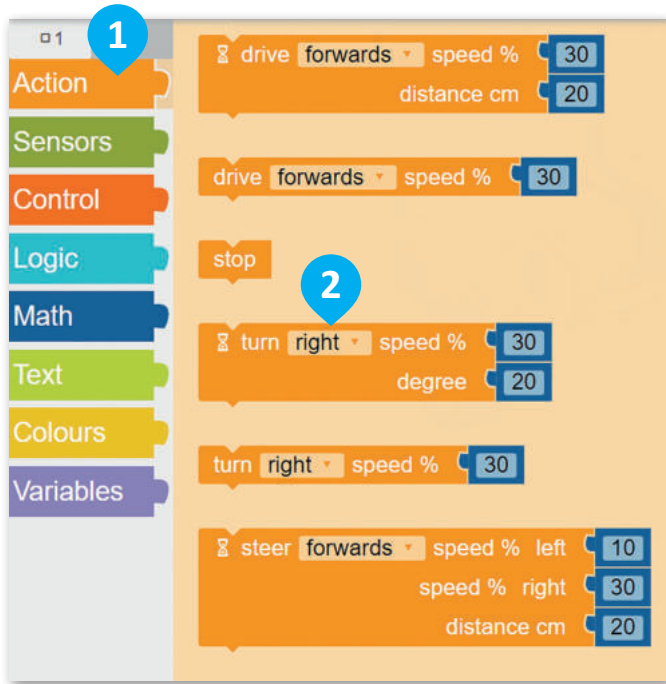 1
1
Action
Sensors
Control
Logic
Math
Text
Colours
Variables
drive forwards speed % 30
distance cm 20
drive forwards speed % 30
stop
2
turn right speed % 30
degree 20
turn right speed % 30
steer forwards speed % left 10
speed % right 30
distance cm 20